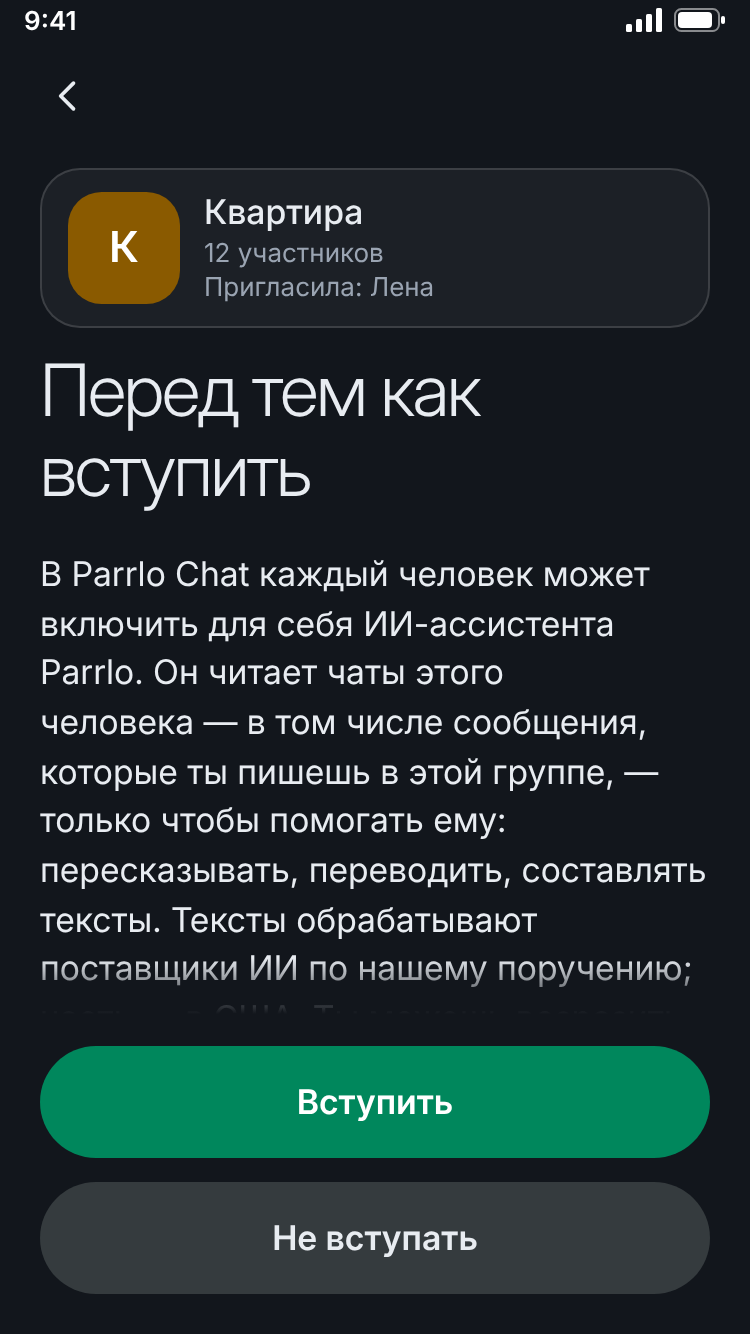 9:41
К
Квартира
12 участников
Пригласила: Лена
Перед тем как
вступить
В Parrlo Chat каждый человек может
включить для себя ИИ-ассистента
Parrlo. Он читает чаты этого
человека — в том числе сообщения,
которые ты пишешь в этой группе, —
только чтобы помогать ему:
пересказывать, переводить, составлять
тексты. Тексты обрабатывают
поставщики ИИ по нашему поручению;
Вступить
Не вступать